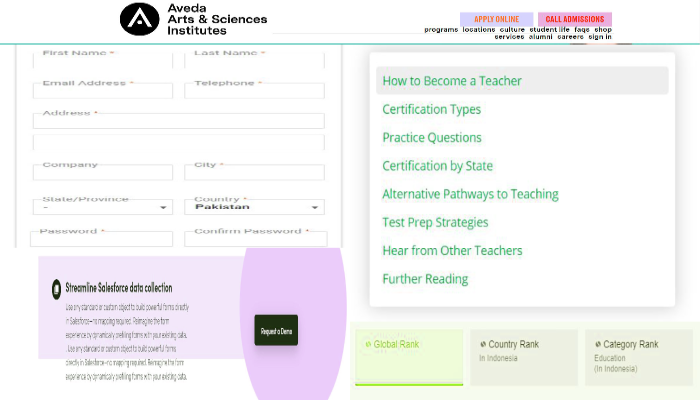 Aveda
Arts & Sciences
Institutes
APPLY ONLINE
CALL ADMISSIONS
programs locations culture student life faqs shop
services alumni careers sign in
First Name *
Last Name *
Email Address *
Telephone *
Address *
Company
City *
State/Province
-
Country *
Pakistan
Password *
Confirm Password *
How to Become a Teacher
Certification Types
Practice Questions
Certification by State
Alternative Pathways to Teaching
Test Prep Strategies
Hear from Other Teachers
Further Reading
Streamline Salesforce data collection
Use any standard or custom object to build powerful forms directly
in Salesforce—no mapping required. Reimagine the form
experience by dynamically prefilling forms with your existing data.
. Use any standard or custom object to build powerful forms
directly in Salesforce—no mapping required. Reimagine the form
experience by dynamically prefilling forms with your existing data.
Request a Demo
Global Rank
Country Rank
In Indonesia
Category Rank
Education
(In Indonesia)